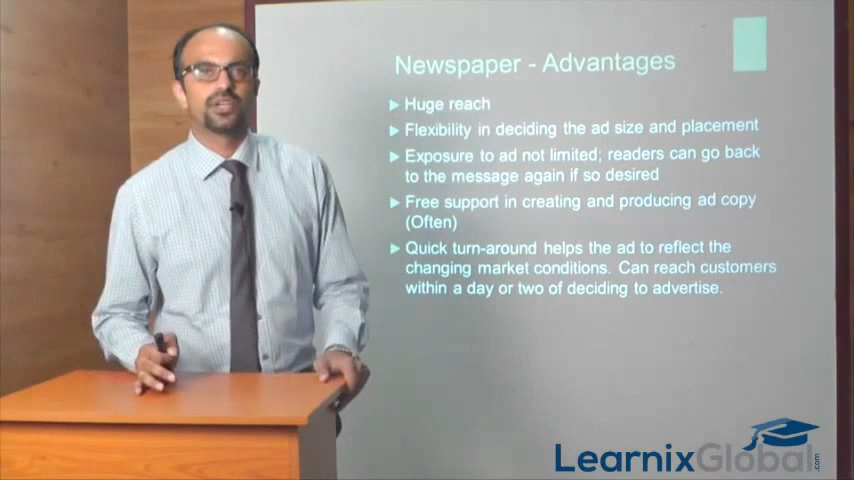 Newspaper - Advantages
Huge reach
Flexibility in deciding the ad size and placement
Exposure to ad not limited; readers can go back
to the message again if so desired
Free support in creating and producing ad copy
(Often)
Quick turn-around helps the ad to reflect the
changing market conditions. Can reach customers
within a day or two of deciding to advertise.
LearnixGlobal.com